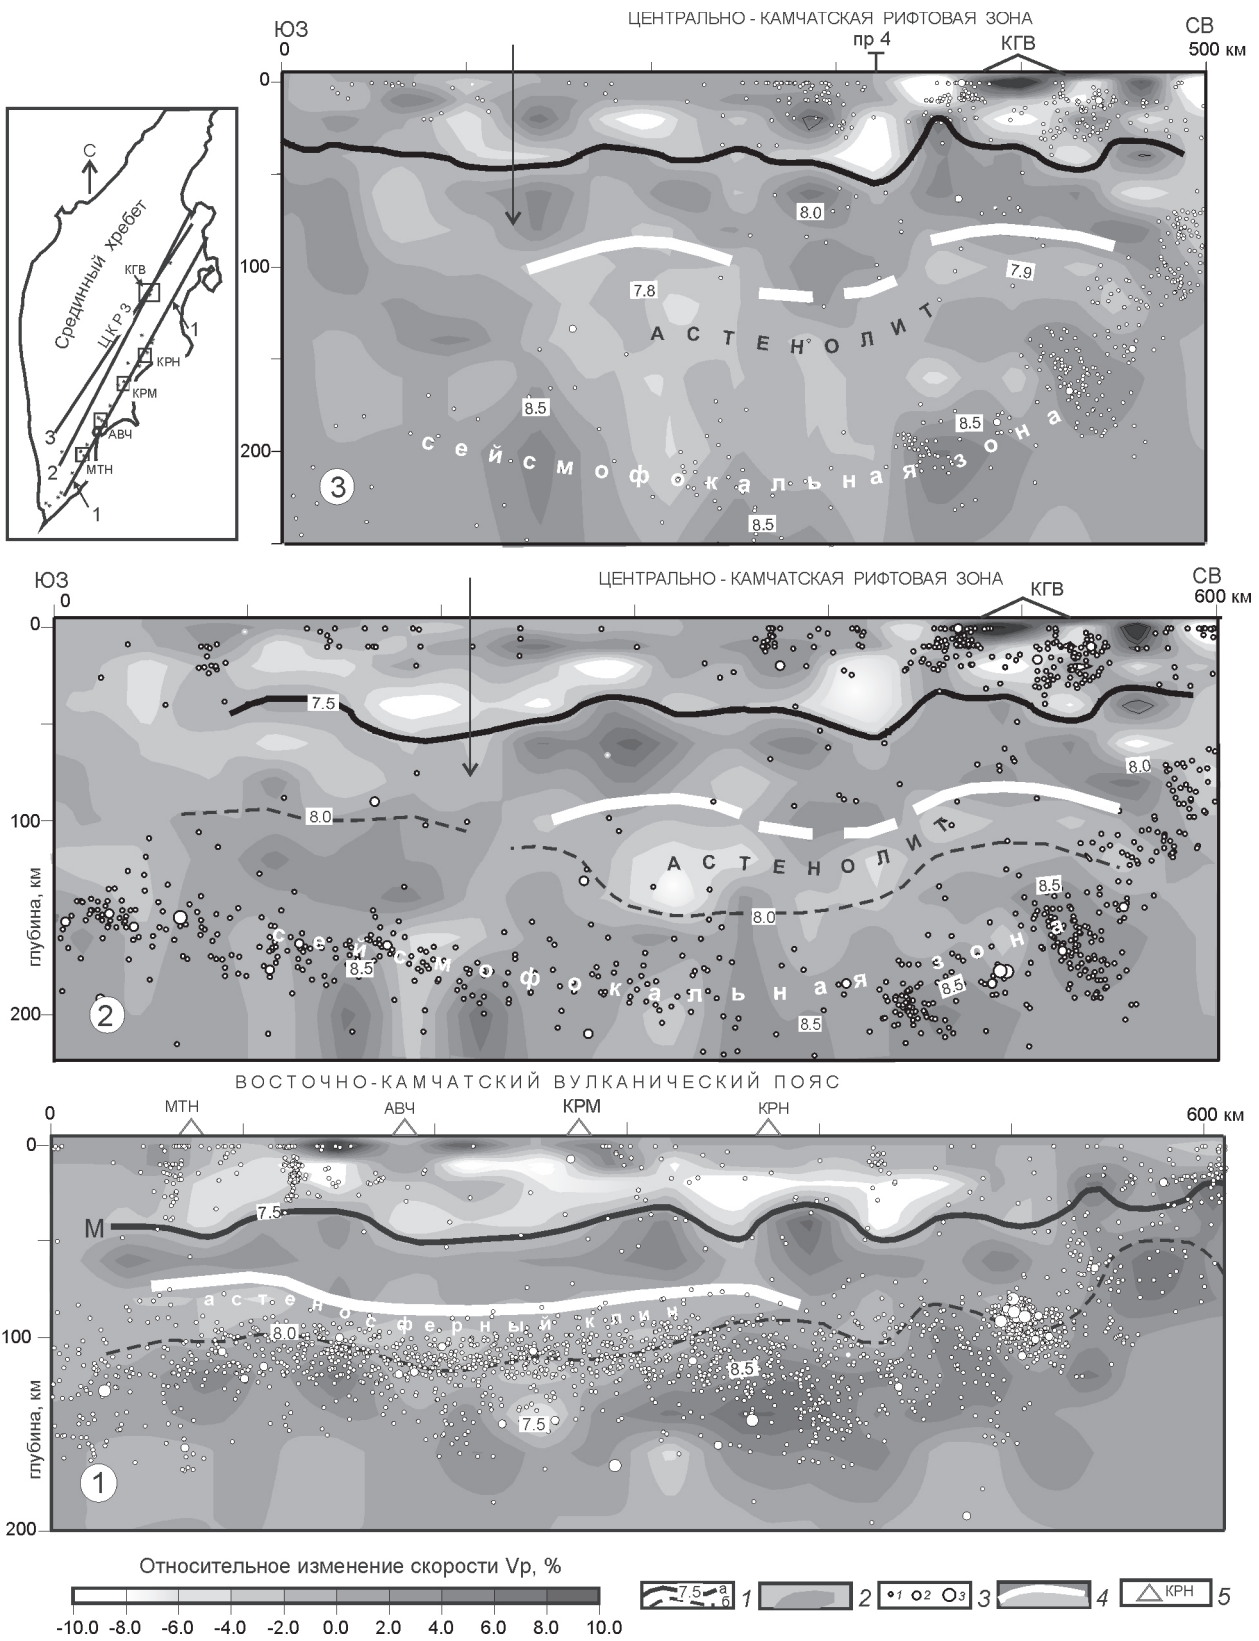 ЦЕНТРАЛЬНО - КАМЧАТСКАЯ РИФТОВАЯ ЗОНА
ЮЗ
СВ
0
пр 4
КГВ
500 км
0
100
200
8.0
7.8
7.9
АСТЕНОЛИТ
8.5
8.5
сейсмофокальная зона
8.5
3
С
Срединный хребет
КГВ
ЦКРЗ
1
КРН
КРМ
3
АВЧ
2
МТН
1
ЮЗ
ЦЕНТРАЛЬНО - КАМЧАТСКАЯ РИФТОВАЯ ЗОНА
СВ
0
КГВ
600 км
0
100
200
глубина, км
7.5
8.0
8.0
АСТЕНОЛИТ
8.0
8.5
сейсмофокальная зона
8.5
8.5
8.5
2
ВОСТОЧНО-КАМЧАТСКИЙ ВУЛКАНИЧЕСКИЙ ПОЯС
0
МТН
АВЧ
КРМ
КРН
600 км
0
100
200
глубина, км
М
7.5
астеносферный клин
8.0
8.5
7.5
1
Относительное изменение скорости Vp, %
-10.0 -8.0 -6.0 -4.0 -2.0 0.0 2.0 4.0 6.0 8.0 10.0
7.5 а б 1
2
1 2 3 3
4
КРН 5